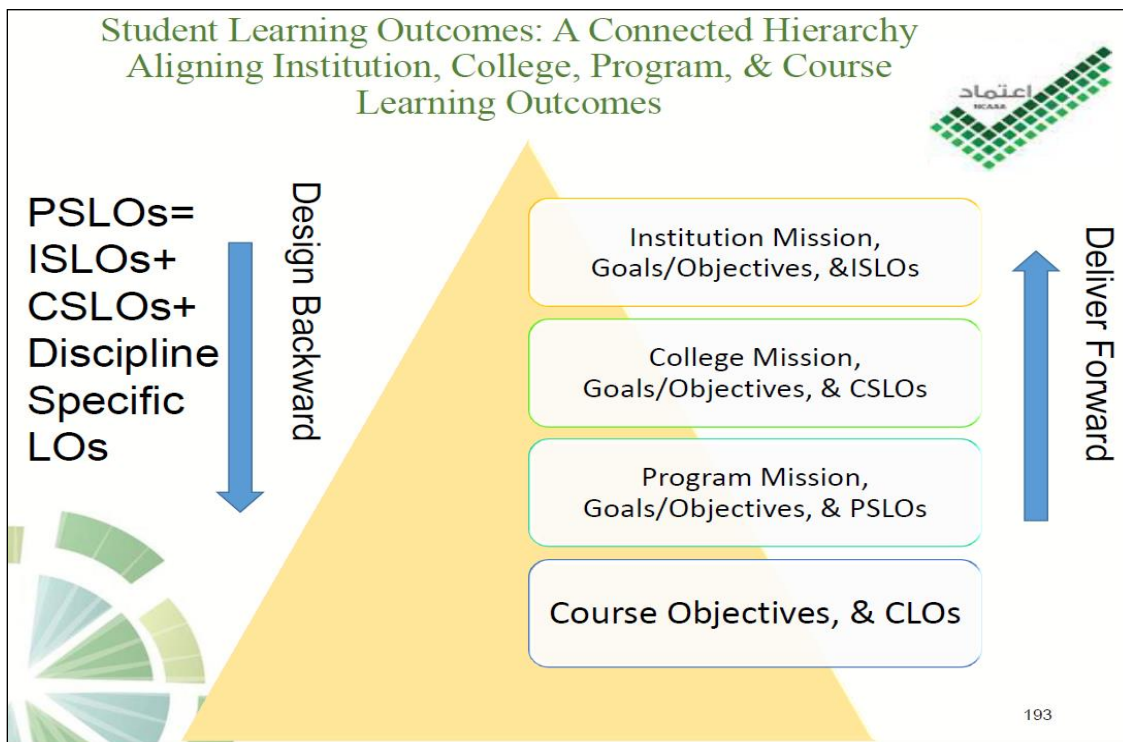 Student Learning Outcomes: A Connected Hierarchy
Aligning Institution, College, Program, & Course
Learning Outcomes
اعتماد
NCAAA
PSLOs=
ISLOs+
CSLOs+
Discipline
Specific
LOs
Design Backward
Institution Mission,
Goals/Objectives, &ISLOs
College Mission,
Goals/Objectives, & CSLOs
Program Mission,
Goals/Objectives, & PSLOs
Course Objectives, & CLOs
Deliver Forward
193